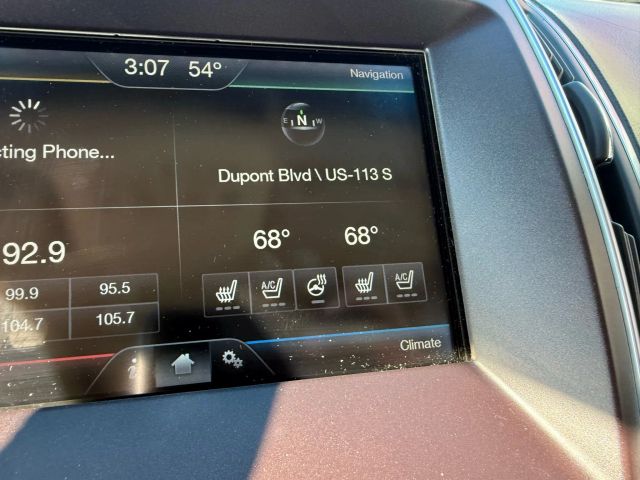 3:07 54°
Navigation
E N W
cting Phone...
Dupont Blvd \ US-113 S
92.9
68° 68°
99.9 95.5
A/C A/C
104.7 105.7
Climate
i